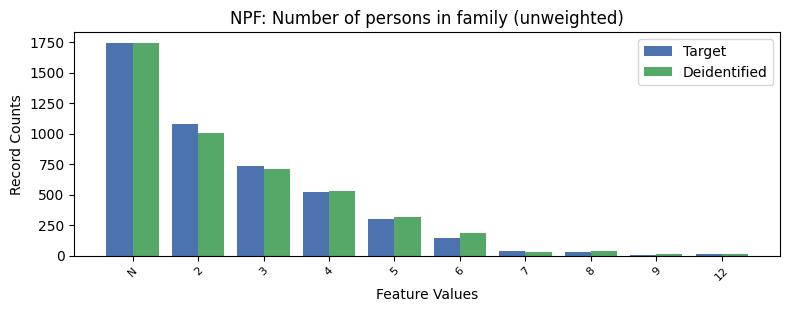 NPF: Number of persons in family (unweighted)
Target
Deidentified
Record Counts
1750
1500
1250
1000
750
500
250
0
N 2 3 4 5 6 7 8 9 12
Feature Values